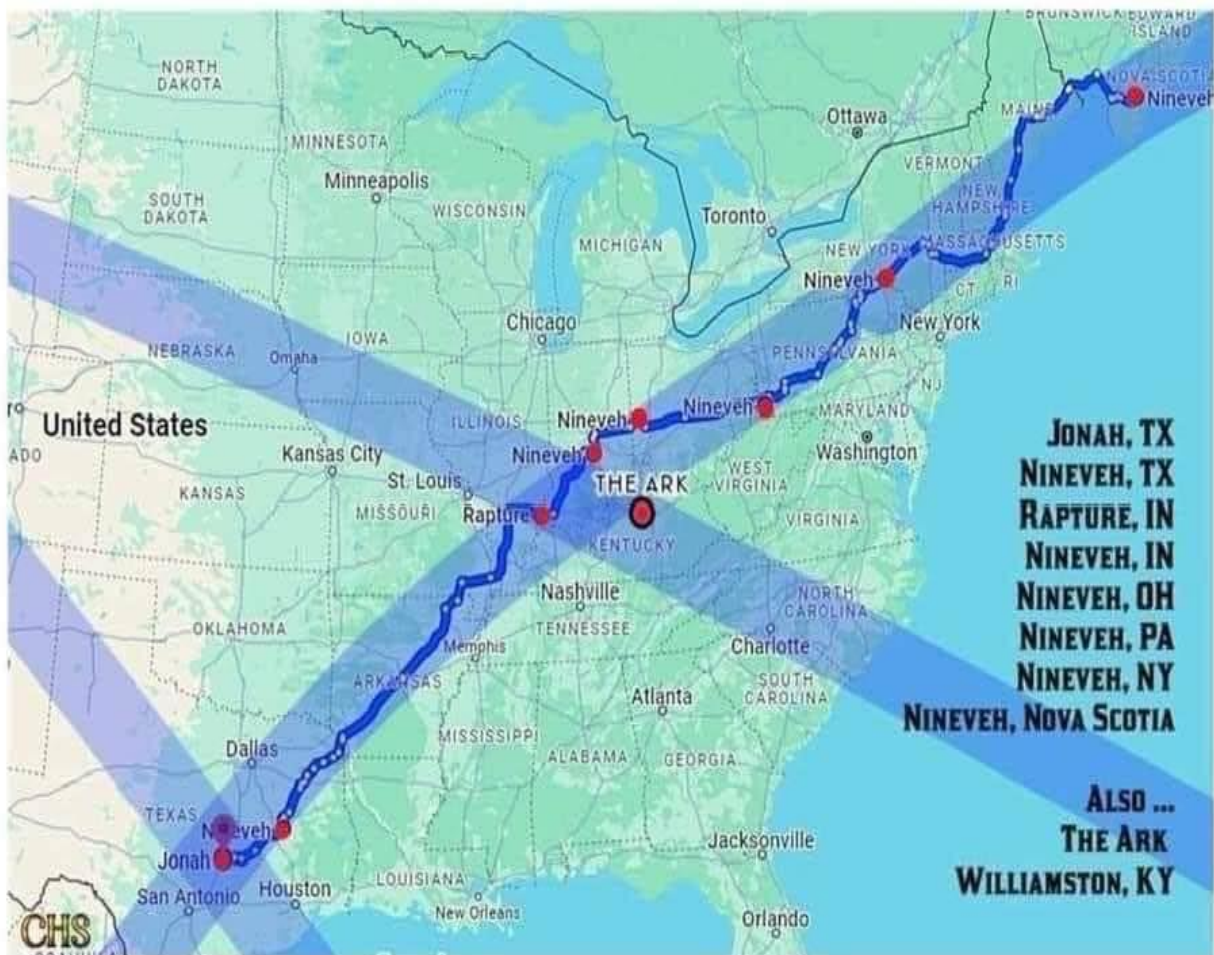 BRUNSWICK EDWARD
ISLAND
NORTH
DAKOTA
NOVA SCOTIA
Nineveh
MAINE
Ottawa
MINNESOTA
VERMONT
Minneapolis
SOUTH
DAKOTA
WISCONSIN
NEW
HAMPSHIRE
Toronto
MICHIGAN
NEW YORK
MASSACHUSETTS
Nineveh
CT
RI
Chicago
New York
IOWA
NEBRASKA
Omaha
PENNSYLVANIA
NJ
Nineveh
MARYLAND
ILLINOIS
Nineveh
United States
Washington
Kansas City
Nineveh
ADO
St. Louis
THE ARK
WEST
VIRGINIA
KANSAS
MISSOURI
Rapture
VIRGINIA
KENTUCKY
Nashville
NORTH
CAROLINA
OKLAHOMA
TENNESSEE
Memphis
Charlotte
ARKANSAS
SOUTH
CAROLINA
Atlanta
MISSISSIPPI
Dallas
ALABAMA
GEORGIA
TEXAS
Nineveh
Jonah
Jacksonville
LOUISIANA
San Antonio
Houston
New Orleans
Orlando
CHS
JONAH, TX
NINEVEH, TX
RAPTURE, IN
NINEVEH, IN
NINEVEH, OH
NINEVEH, PA
NINEVEH, NY
NINEVEH, NOVA SCOTIA
ALSO ...
THE ARK
WILLIAMSTON, KY